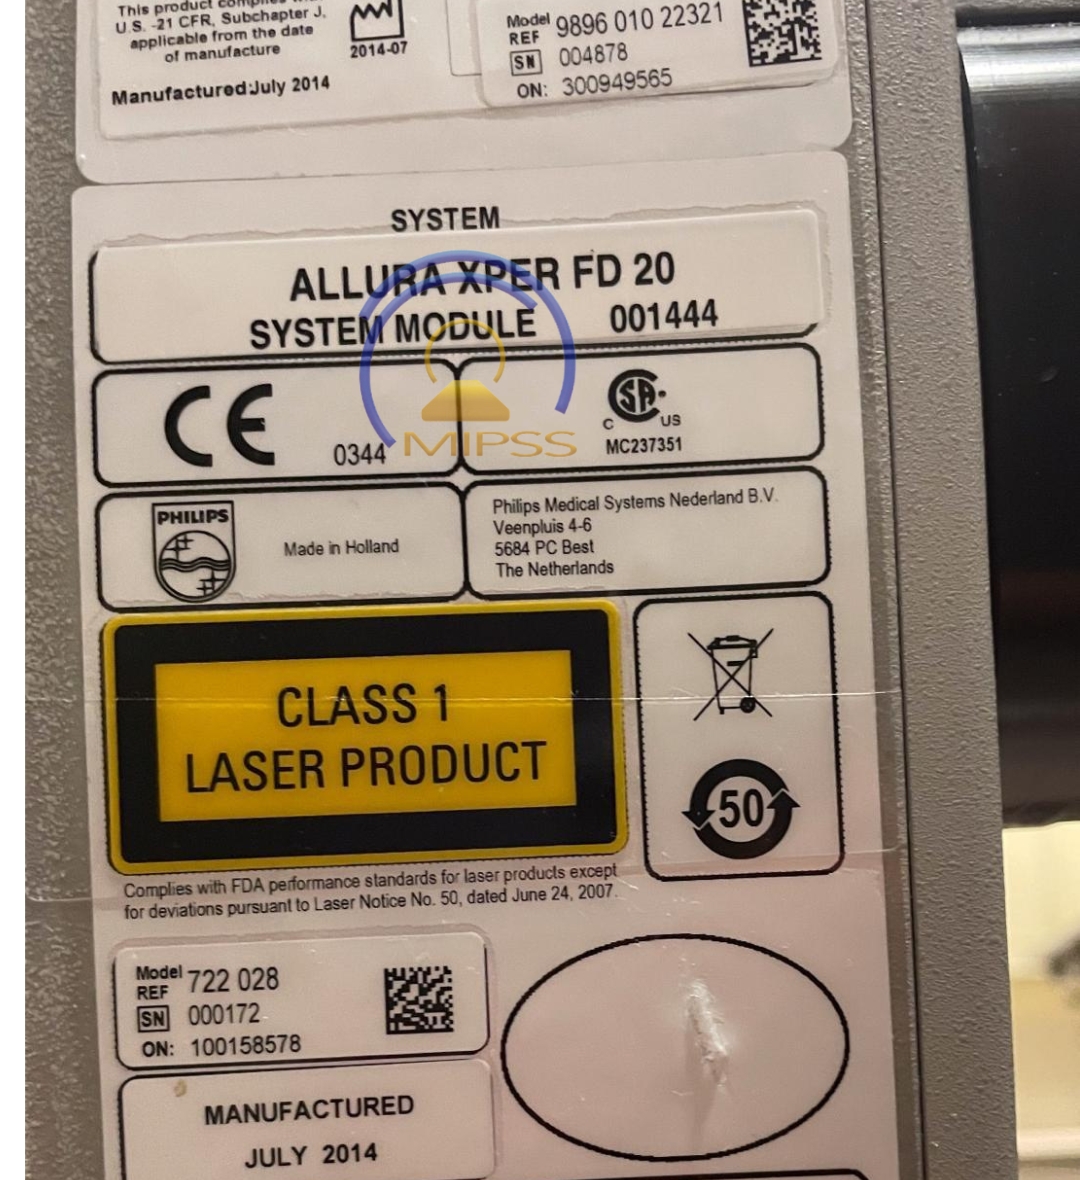 This product complies with
U.S. -21 CFR, Subchapter J,
applicable from the date
of manufacture
2014-07
Manufactured:July 2014
Model
REF 9896 010 22321
SN 004878
ON: 300949565
SYSTEM
ALLURA XPER FD 20
SYSTEM MODULE 001444
CE 0344
SA
C US
MC237351
MIPSS
PHILIPS
Made in Holland
Philips Medical Systems Nederland B.V.
Veenpluis 4-6
5684 PC Best
The Netherlands
CLASS 1
LASER PRODUCT
50
Complies with FDA performance standards for laser products except
for deviations pursuant to Laser Notice No. 50, dated June 24, 2007.
Model
REF 722 028
SN 000172
ON: 100158578
MANUFACTURED
JULY 2014